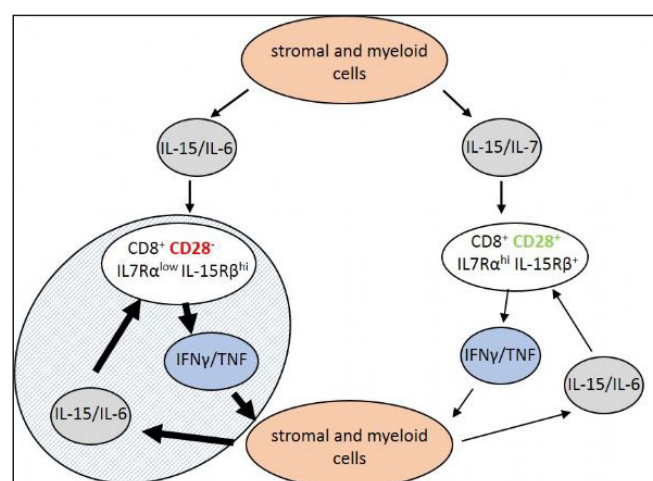 stromal and myeloid
cells
IL-15/IL-6
IL-15/IL-7
CD8⁺ CD28⁻
IL7Rα^low IL-15Rβ^hi
CD8⁺ CD28⁺
IL7Rα^hi IL-15Rβ⁺
IFNγ/TNF
IFNγ/TNF
IL-15/IL-6
IL-15/IL-6
stromal and myeloid
cells